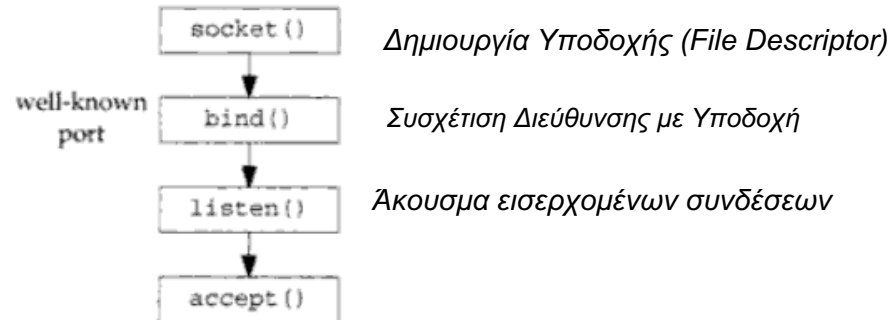 socket()
Δημιουργία Υποδοχής (File Descriptor)
well-known
port
bind()
Συσχέτιση Διεύθυνσης με Υποδοχή
listen()
Άκουσμα εισερχομένων συνδέσεων
accept()